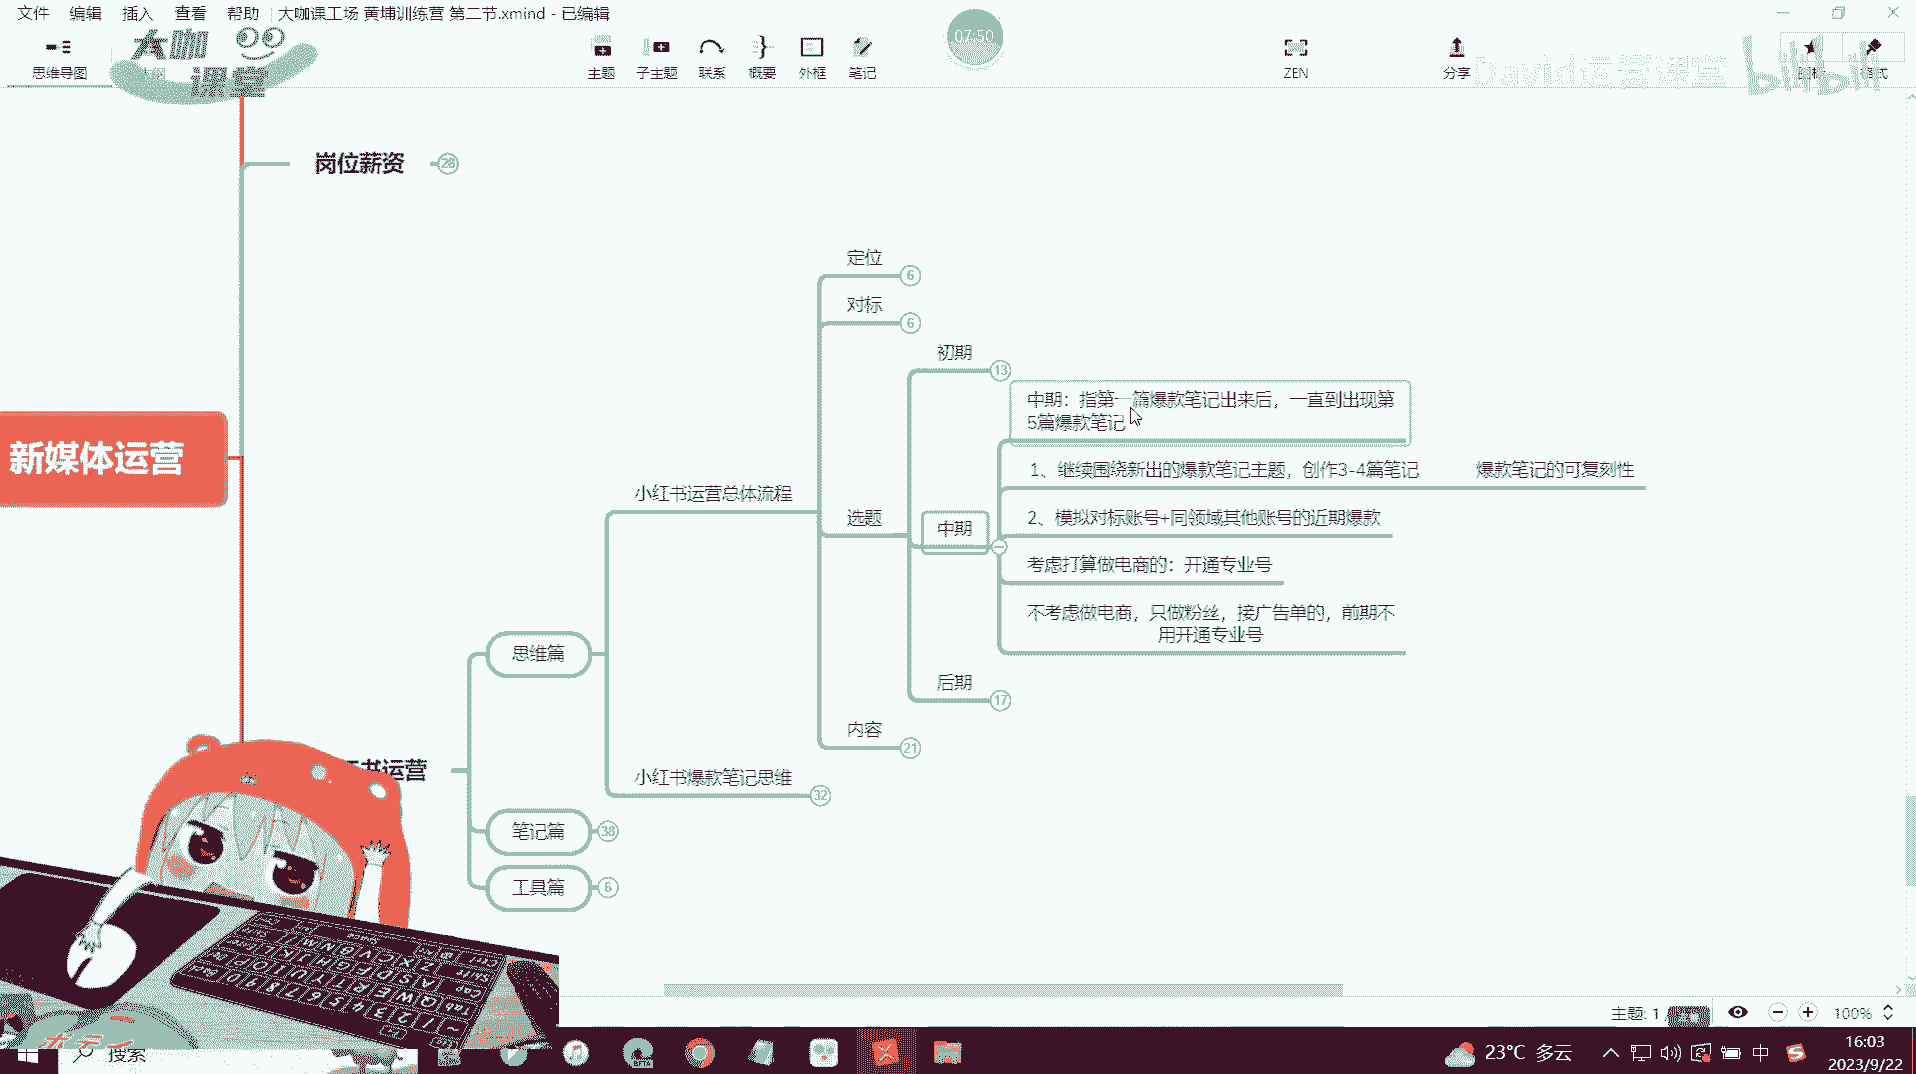 文件 编辑 插入 查看 帮助 大咖课工场 黄埔训练营 第二节.xmind - 已编辑
大咖
课堂
07:50
思维导图
主题 子主题 联系 概要 外框 笔记
ZEN
分享
David运营课堂
bilibili
岗位薪资 28
定位 6
对标 6
初期 13
中期：指第一篇爆款笔记出来后，一直到出现第
5篇爆款笔记
新媒体运营
1、继续围绕新出的爆款笔记主题，创作3-4篇笔记 爆款笔记的可复刻性
小红书运营总体流程
选题
2、模拟对标账号+同领域其他账号的近期爆款
中期
考虑打算做电商的：开通专业号
不考虑做电商，只做粉丝，接广告单的，前期不
用开通专业号
思维篇
后期 17
内容 21
书运营
小红书爆款笔记思维 32
笔记篇 38
工具篇 6
主题: 1
100%
搜索
BETA
23°C 多云
中
16:03
2023/9/22